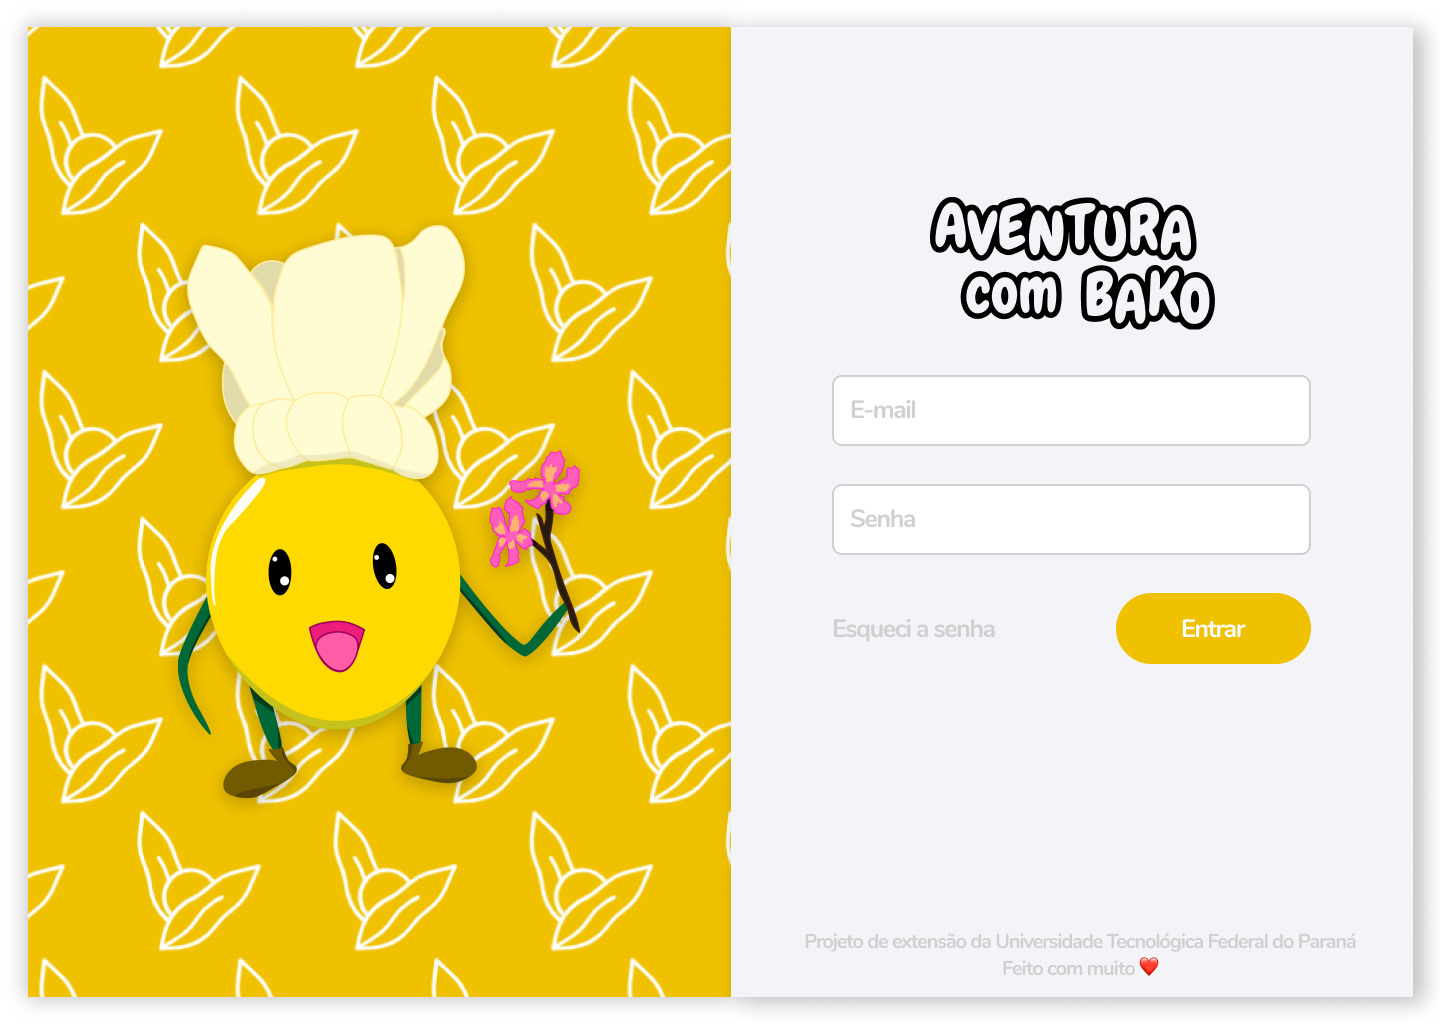 AVENTURA
com BAKO
E-mail
Senha
Esqueci a senha
Entrar
Projeto de extensão da Universidade Tecnológica Federal do Paraná
Feito com muito ❤️